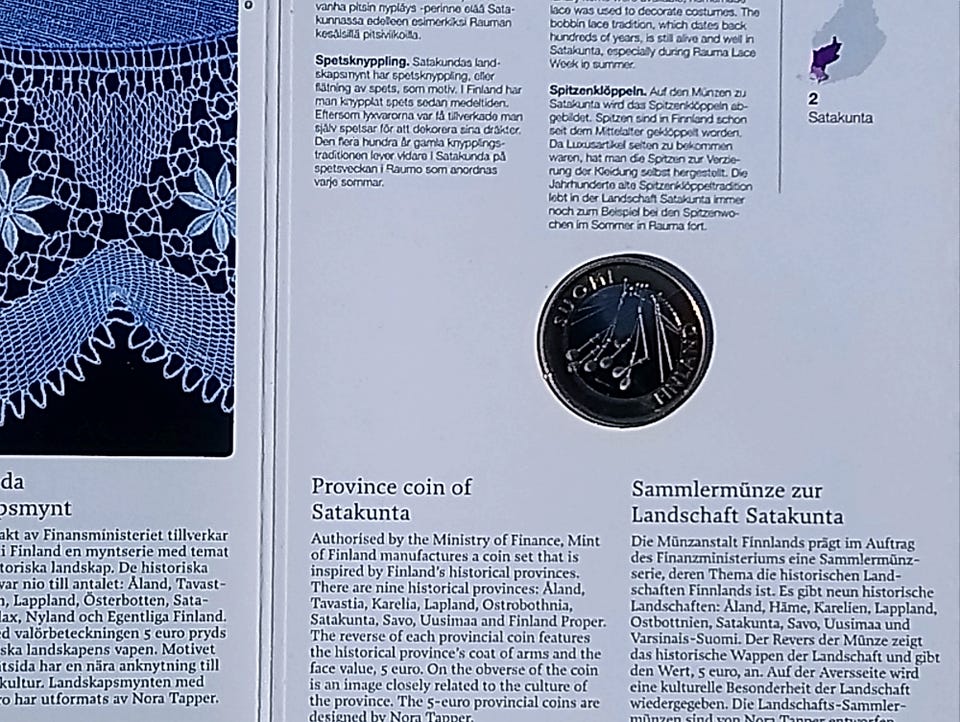 vanha pitsin nypläys -perinne elää Sata-
kunnassa edelleen esimerkiksi Rauman
kesäisillä pitsiviikoilla.
Spetsknyppling. Satakundas land-
skapsmynt har spetsknyppling, eller
flätning av spets, som motiv. I Finland har
man knypplat spets sedan medeltiden.
Eftersom lyxvarorna var få tillverkade man
själv spetsar för att dekorera sina dräkter.
Den flera hundra år gamla knypplings-
traditionen lever vidare i Satakunda på
spetsveckan i Raumo som anordnas
varje sommar.
lace was used to decorate costumes. The
bobbin lace tradition, which dates back
hundreds of years, is still alive and well in
Satakunta, especially during Rauma Lace
Week in summer.
Spitzenklöppeln. Auf den Münzen zu
Satakunta wird das Spitzenklöppeln ab-
gebildet. Spitzen sind in Finnland schon
seit dem Mittelalter geklöppelt worden.
Da Luxusartikel selten zu bekommen
waren, hat man die Spitzen zur Verzie-
rung der Kleidung selbst hergestellt. Die
Jahrhunderte alte Spitzenklöppeltradition
lebt in der Landschaft Satakunta immer
noch zum Beispiel bei den Spitzenwo-
chen im Sommer in Rauma fort.
2
Satakunta
SUOMI
FINLAND
da
psmynt
akt av Finansministeriet tillverkar
i Finland en myntserie med temat
toriska landskap. De historiska
var nio till antalet: Åland, Tavast-
n, Lappland, Österbotten, Sata-
lax, Nyland och Egentliga Finland.
ed valörbeteckningen 5 euro pryds
ska landskapens vapen. Motivet
tsida har en nära anknytning till
kultur. Landskapsmynten med
ro har utformats av Nora Tapper.
Province coin of
Satakunta
Authorised by the Ministry of Finance, Mint
of Finland manufactures a coin set that is
inspired by Finland's historical provinces.
There are nine historical provinces: Åland,
Tavastia, Karelia, Lapland, Ostrobothnia,
Satakunta, Savo, Uusimaa and Finland Proper.
The reverse of each provincial coin features
the historical province's coat of arms and the
face value, 5 euro. On the obverse of the coin
is an image closely related to the culture of
the province. The 5-euro provincial coins are
designed by Nora Tapper.
Sammlermünze zur
Landschaft Satakunta
Die Münzanstalt Finnlands prägt im Auftrag
des Finanzministeriums eine Sammlermünz-
serie, deren Thema die historischen Land-
schaften Finnlands ist. Es gibt neun historische
Landschaften: Åland, Häme, Karelien, Lappland,
Ostbottnien, Satakunta, Savo, Uusimaa und
Varsinais-Suomi. Der Revers der Münze zeigt
das historische Wappen der Landschaft und gibt
den Wert, 5 euro, an. Auf der Aversseite wird
eine kulturelle Besonderheit der Landschaft
wiedergegeben. Die Landschafts-Sammler-
münzen sind von Nora Tapper entworfen